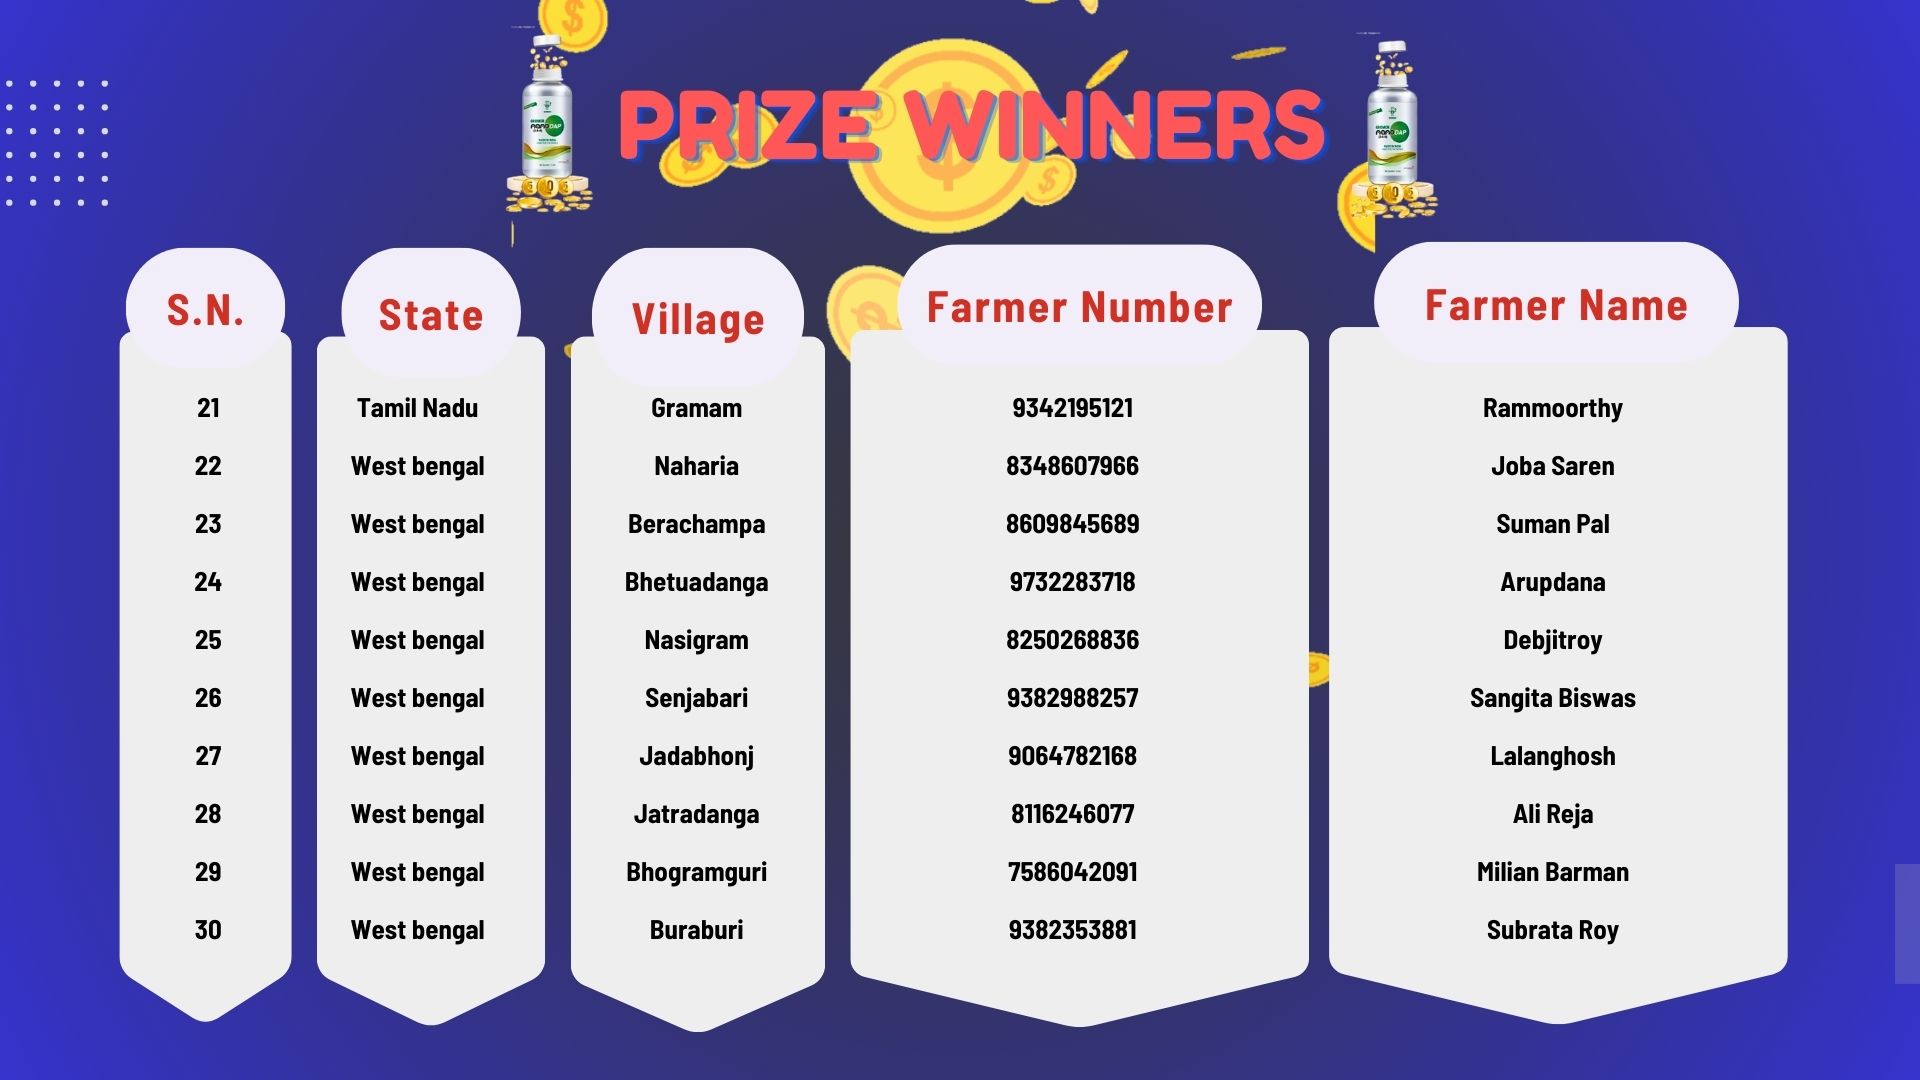 PRIZE WINNERS
S.N. State Village Farmer Number Farmer Name
21 Tamil Nadu Gramam 9342195121 Rammoorthy
22 West bengal Naharia 8348607966 Joba Saren
23 West bengal Berachampa 8609845689 Suman Pal
24 West bengal Bhetuadanga 9732283718 Arupdana
25 West bengal Nasigram 8250268836 Debjitroy
26 West bengal Senjabari 9382988257 Sangita Biswas
27 West bengal Jadabhonj 9064782168 Lalanghosh
28 West bengal Jatradanga 8116246077 Ali Reja
29 West bengal Bhogramguri 7586042091 Milian Barman
30 West bengal Buraburi 9382353881 Subrata Roy